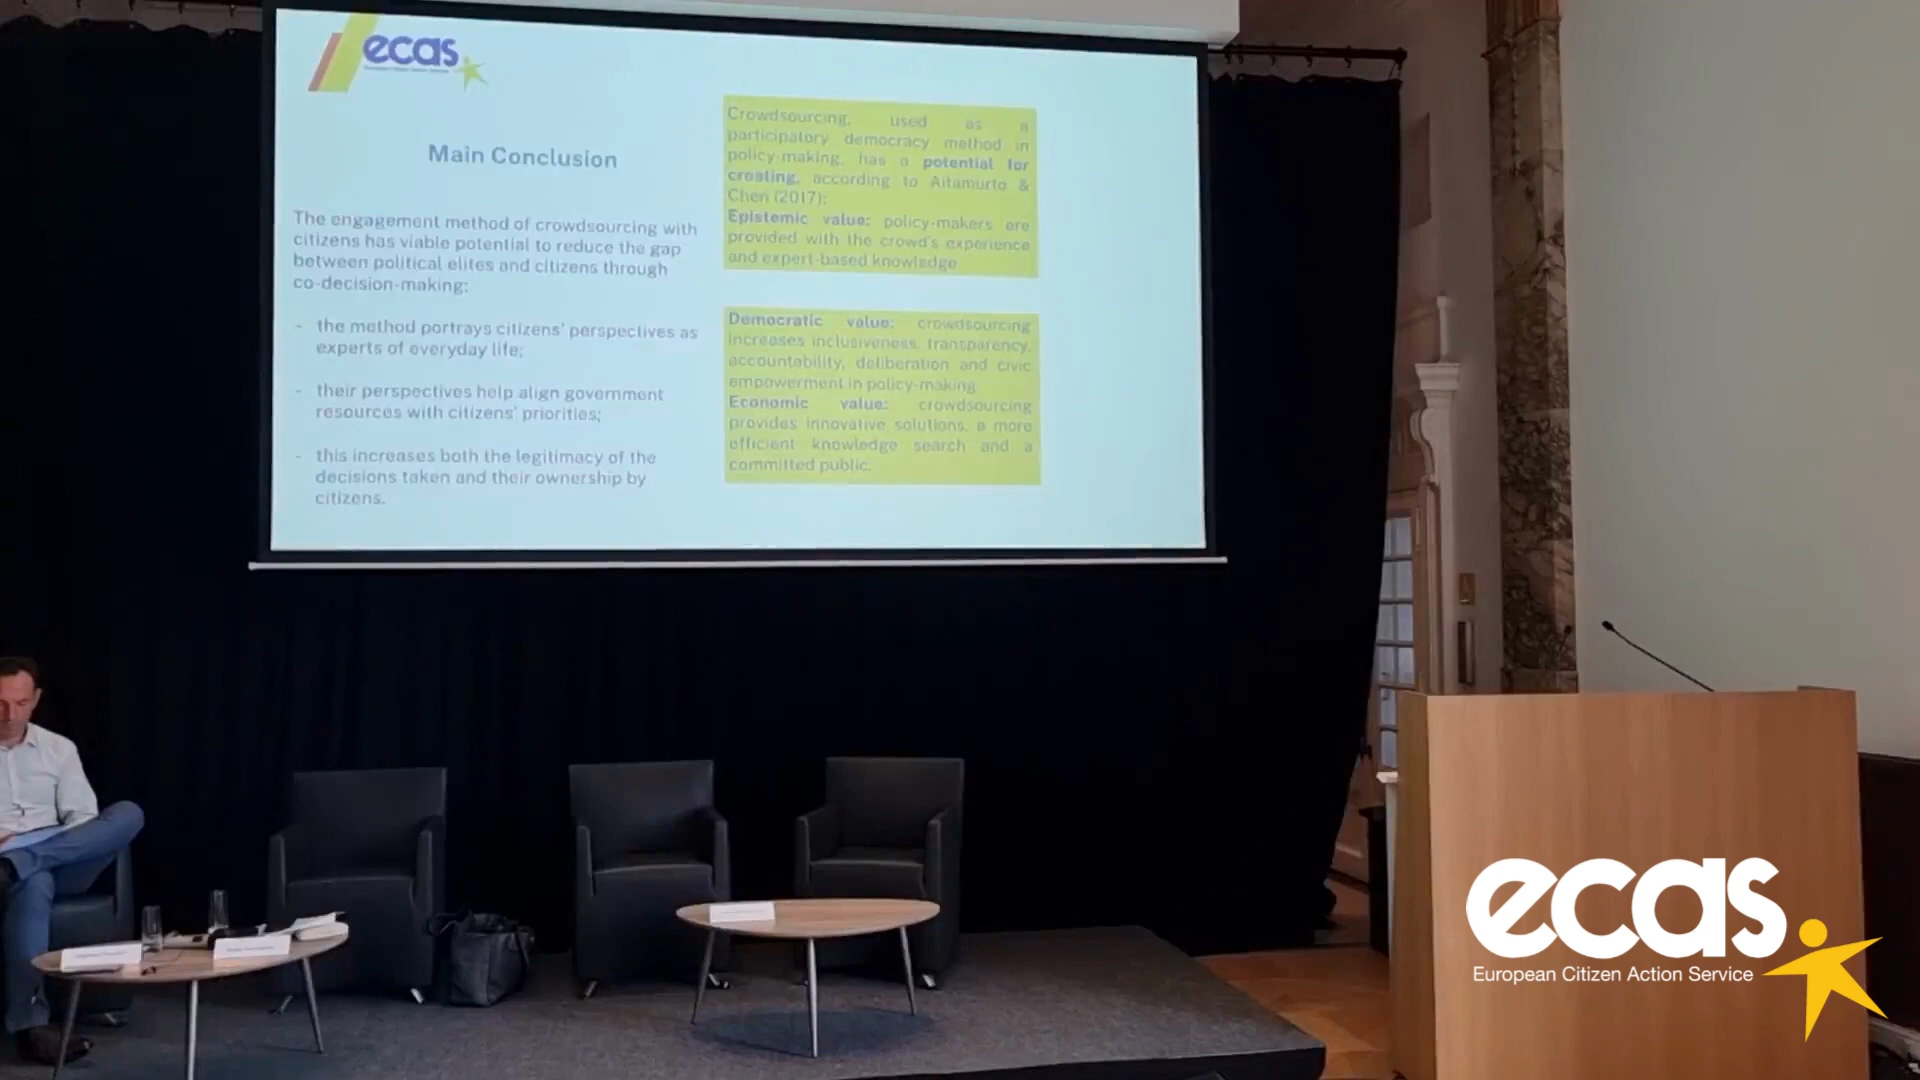 ecas
Main Conclusion
The engagement method of crowdsourcing with
citizens has viable potential to reduce the gap
between political elites and citizens through
co-decision-making:
- the method portrays citizens' perspectives as
experts of everyday life;
- their perspectives help align government
resources with citizens' priorities;
- this increases both the legitimacy of the
decisions taken and their ownership by
citizens.
Crowdsourcing, used as a
participatory democracy method in
policy-making, has a potential for
creating, according to Aitamurto &
Chen (2017):
Epistemic value: policy-makers are
provided with the crowd's experience
and expert-based knowledge
Democratic value: crowdsourcing
increases inclusiveness, transparency,
accountability, deliberation and civic
empowerment in policy-making
Economic value: crowdsourcing
provides innovative solutions, a more
efficient knowledge search and a
committed public.
ecas
European Citizen Action Service